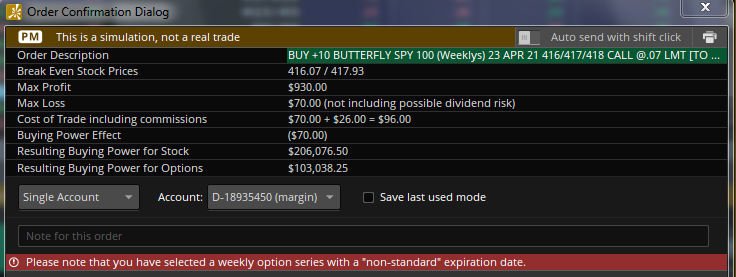 Order Confirmation Dialog
PM This is a simulation, not a real trade Auto send with shift click
Order Description BUY +10 BUTTERFLY SPY 100 (Weeklys) 23 APR 21 416/417/418 CALL @.07 LMT [TO ...
Break Even Stock Prices 416.07 / 417.93
Max Profit $930.00
Max Loss $70.00 (not including possible dividend risk)
Cost of Trade including commissions $70.00 + $26.00 = $96.00
Buying Power Effect ($70.00)
Resulting Buying Power for Stock $206,076.50
Resulting Buying Power for Options $103,038.25
Single Account Account: D-18935450 (margin) Save last used mode
Note for this order
Please note that you have selected a weekly option series with a "non-standard" expiration date.